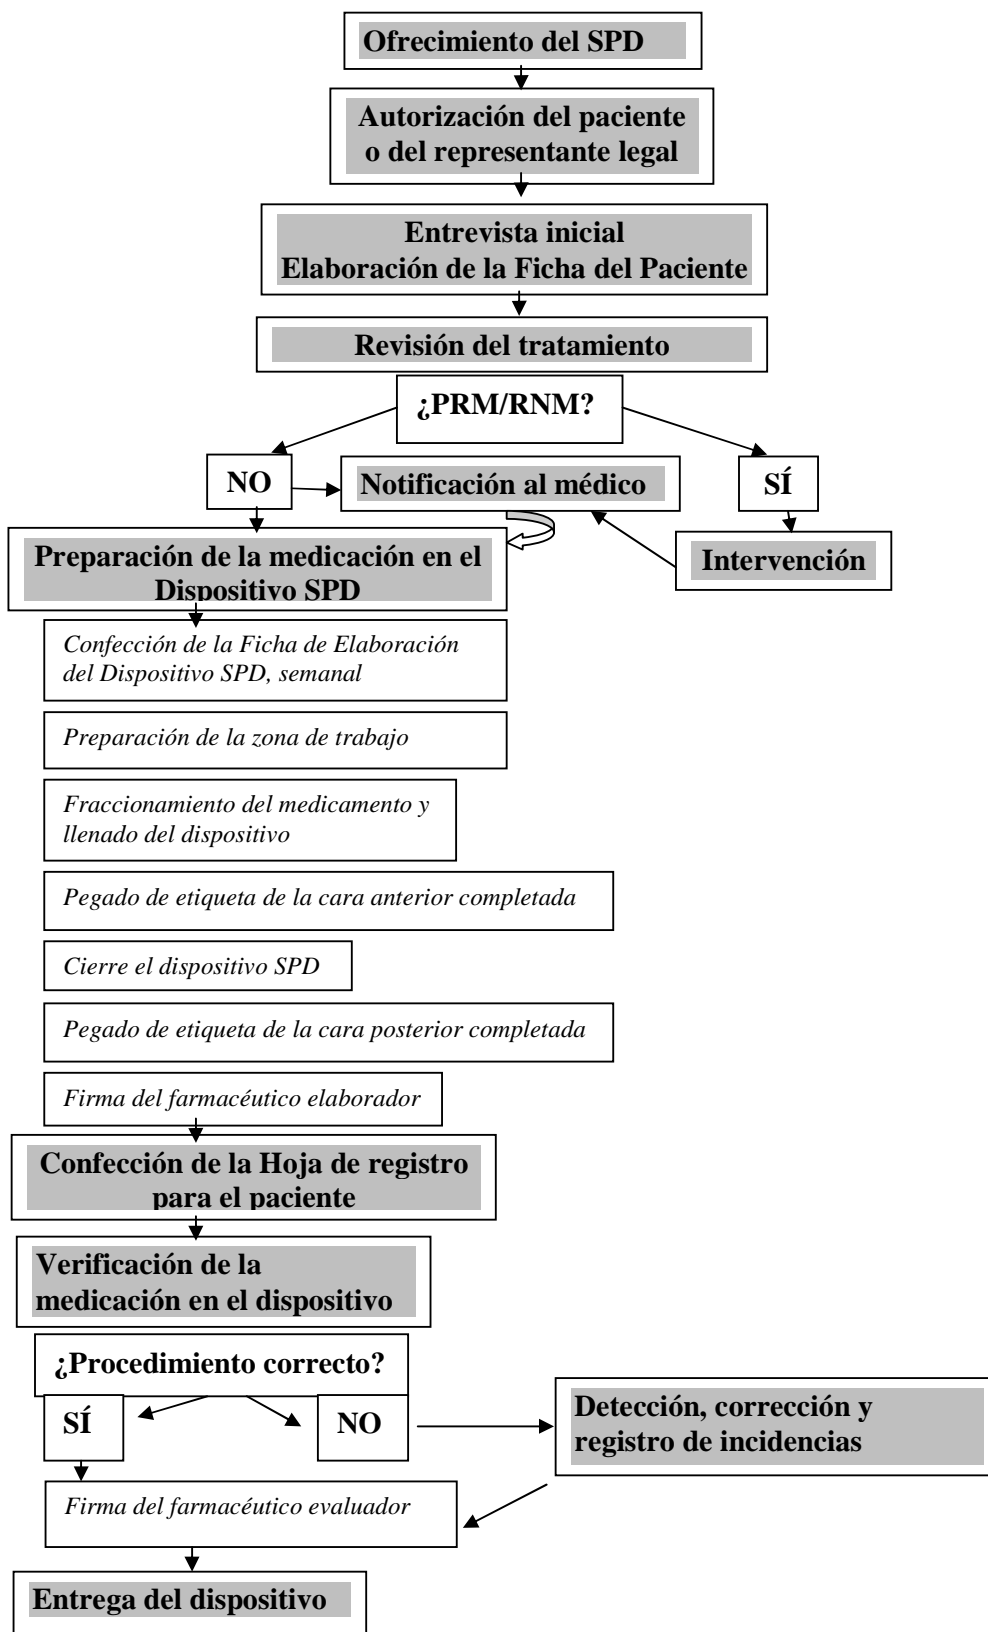 Ofrecimiento del SPD
Autorización del paciente
o del representante legal
Entrevista inicial
Elaboración de la Ficha del Paciente
Revisión del tratamiento
¿PRM/RNM?
NO
Notificación al médico
SÍ
Preparación de la medicación en el
Dispositivo SPD
Intervención
Confección de la Ficha de Elaboración
del Dispositivo SPD, semanal
Preparación de la zona de trabajo
Fraccionamiento del medicamento y
llenado del dispositivo
Pegado de etiqueta de la cara anterior completada
Cierre el dispositivo SPD
Pegado de etiqueta de la cara posterior completada
Firma del farmacéutico elaborador
Confección de la Hoja de registro
para el paciente
Verificación de la
medicación en el dispositivo
¿Procedimiento correcto?
SÍ
NO
Detección, corrección y
registro de incidencias
Firma del farmacéutico evaluador
Entrega del dispositivo